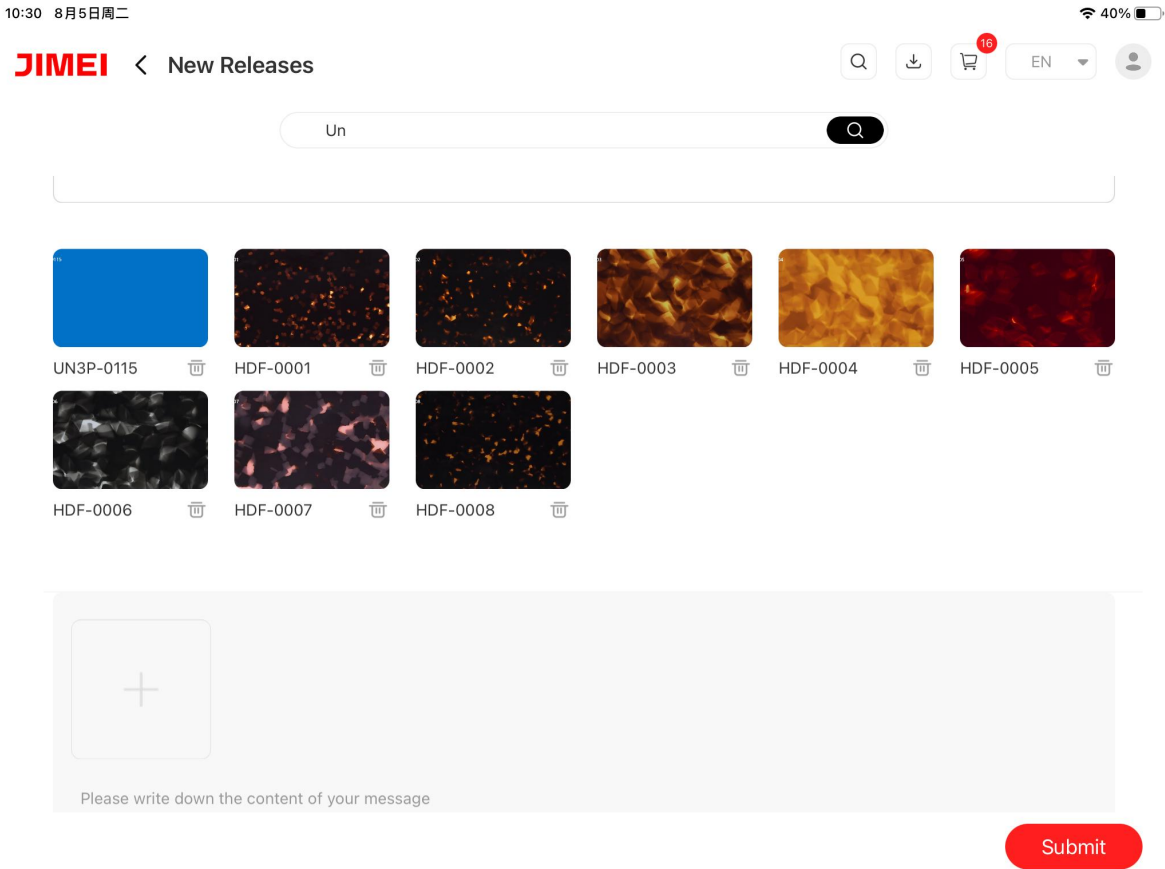 10:30 8月5日周二 40%
JIMEI New Releases 16 EN
Un
UN3P-0115 HDF-0001 HDF-0002 HDF-0003 HDF-0004 HDF-0005
HDF-0006 HDF-0007 HDF-0008
Please write down the content of your message
Submit